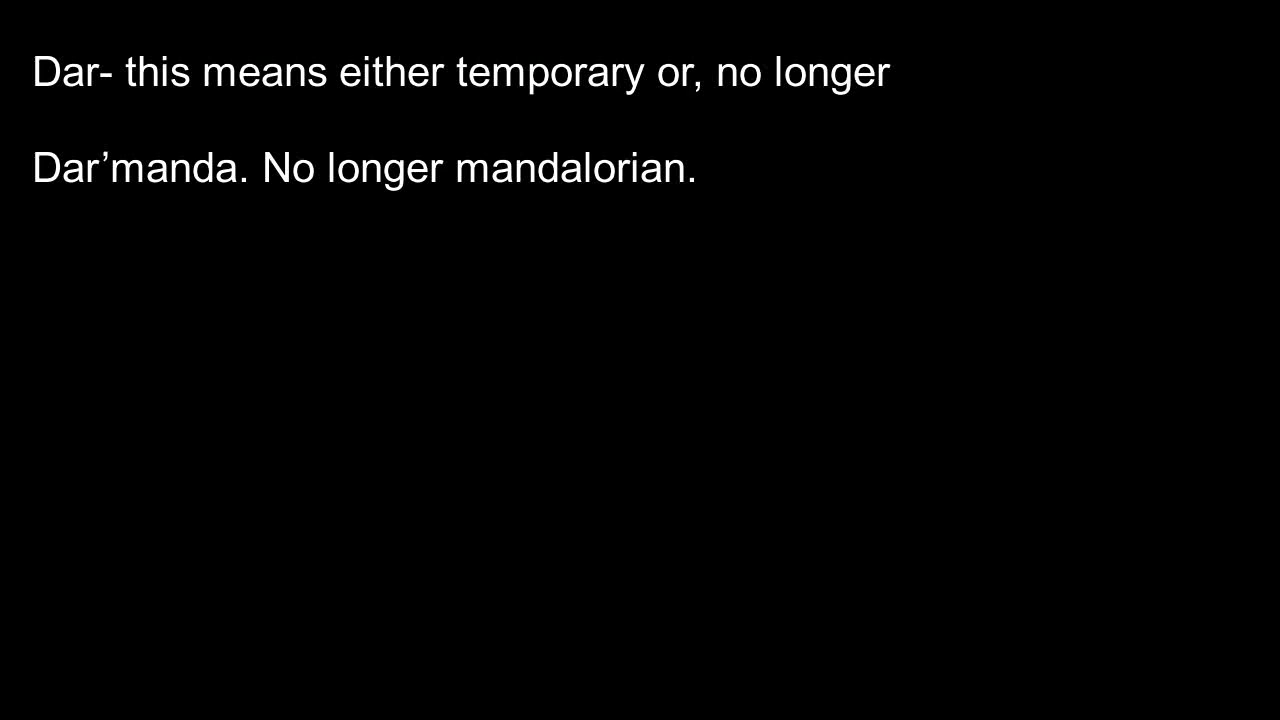 Dar- this means either temporary or, no longer
Dar’manda. No longer mandalorian.